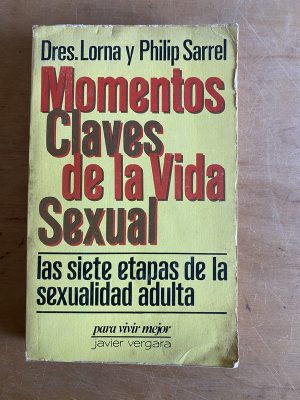 Dres. Lorna y Philip Sarrel
Momentos
Claves
de la Vida
Sexual
las siete etapas de la
sexualidad adulta
para vivir mejor
javier vergara